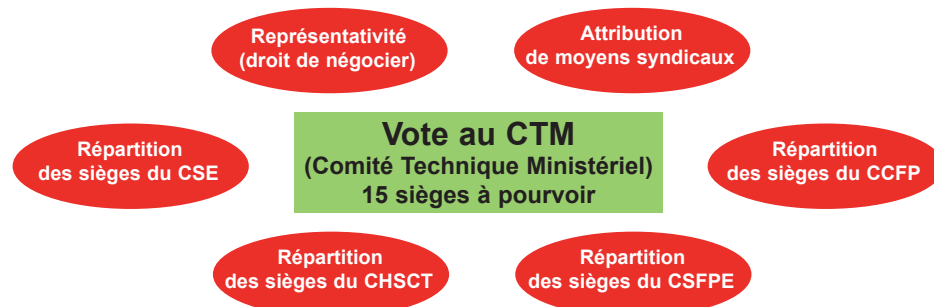 Représentativité
(droit de négocier)
Attribution
de moyens syndicaux
Vote au CTM
(Comité Technique Ministériel)
15 sièges à pourvoir
Répartition
des sièges du CSE
Répartition
des sièges du CCFP
Répartition
des sièges du CHSCT
Répartition
des sièges du CSFPE